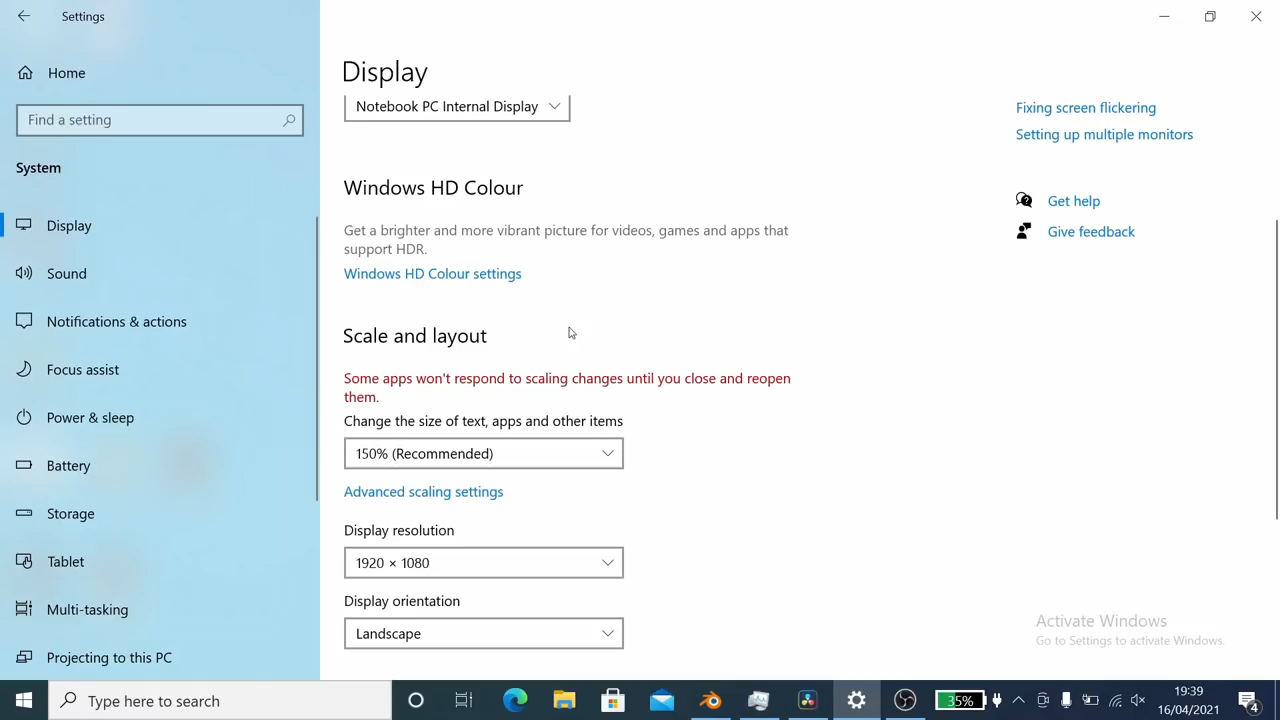 Settings
Home
Find a setting
System
Display
Sound
Notifications & actions
Focus assist
Power & sleep
Battery
Storage
Tablet
Multi-tasking
Projecting to this PC
Display
Notebook PC Internal Display
Windows HD Colour
Get a brighter and more vibrant picture for videos, games and apps that
support HDR.
Windows HD Colour settings
Scale and layout
Some apps won't respond to scaling changes until you close and reopen
them.
Change the size of text, apps and other items
150% (Recommended)
Advanced scaling settings
Display resolution
1920 × 1080
Display orientation
Landscape
Fixing screen flickering
Setting up multiple monitors
Get help
Give feedback
Activate Windows
Go to Settings to activate Windows.
Type here to search
35%
19:39
16/04/2021
4